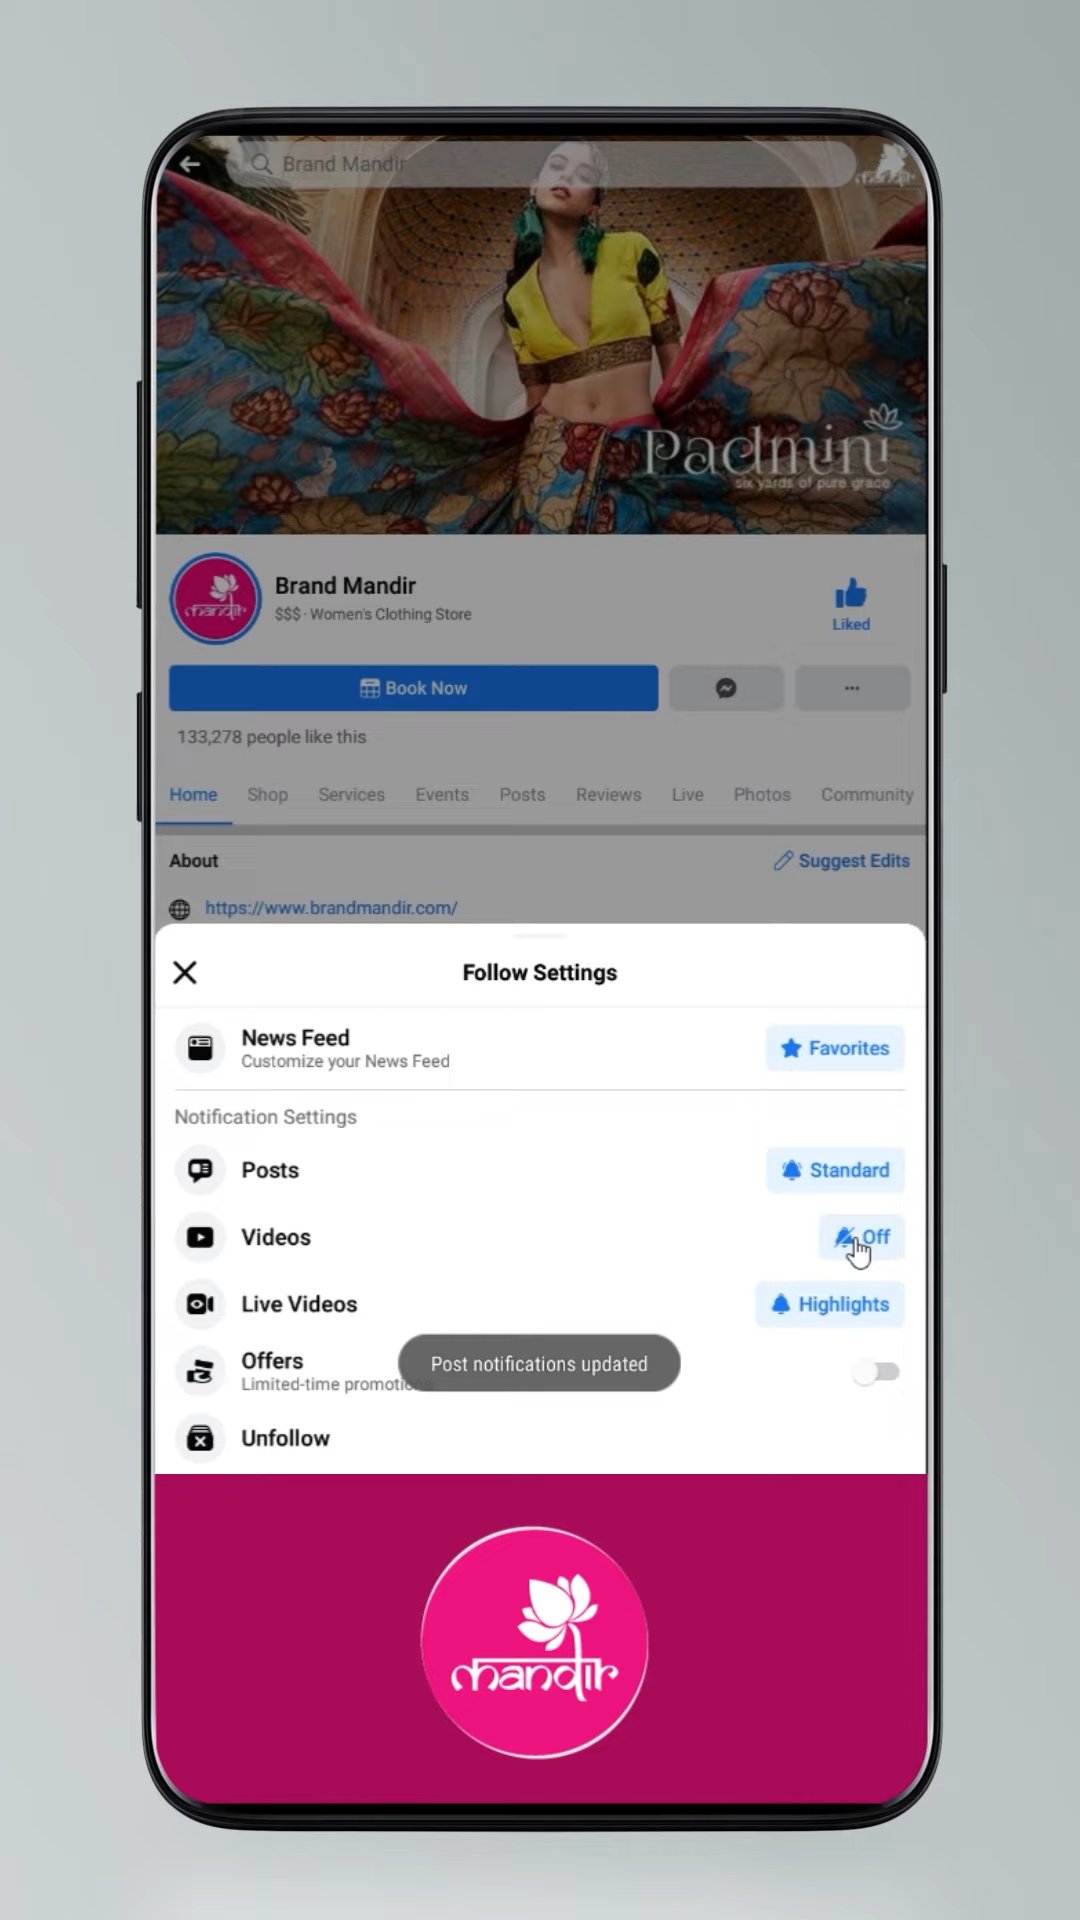 Brand Mandir
mandir
Padmini
six yards of pure grace
mandir
Brand Mandir
$$$ · Women's Clothing Store
Liked
Book Now
...
133,278 people like this
Home Shop Services Events Posts Reviews Live Photos Community
About
Suggest Edits
https://www.brandmandir.com/
Follow Settings
News Feed
Customize your News Feed
Favorites
Notification Settings
Posts
Standard
Videos
Off
Live Videos
Highlights
Offers
Post notifications updated
Unfollow
mandir